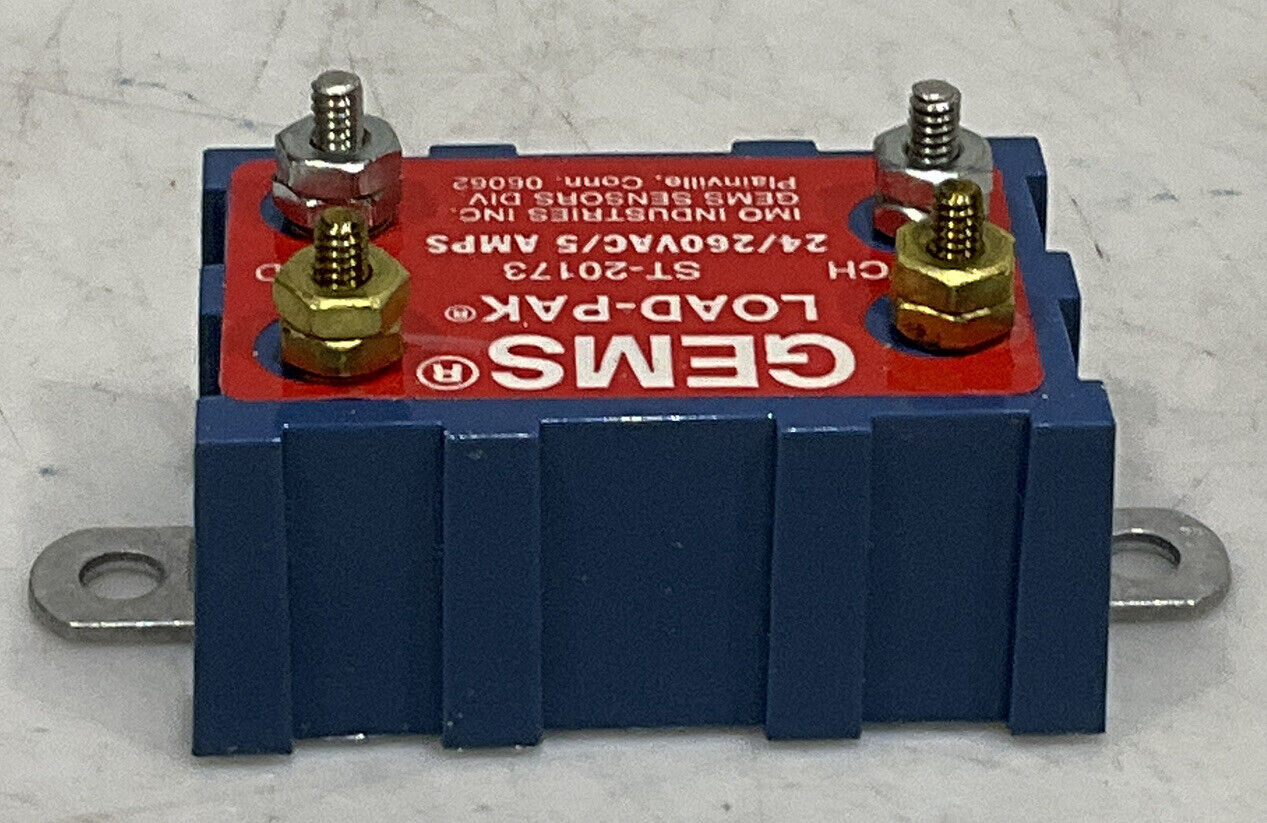 GEMS®
LOAD-PAK®
ST-20173
24/260VAC/5 AMPS
IMO INDUSTRIES INC.
GEMS SENSORS DIV
Plainville, Conn. 06062